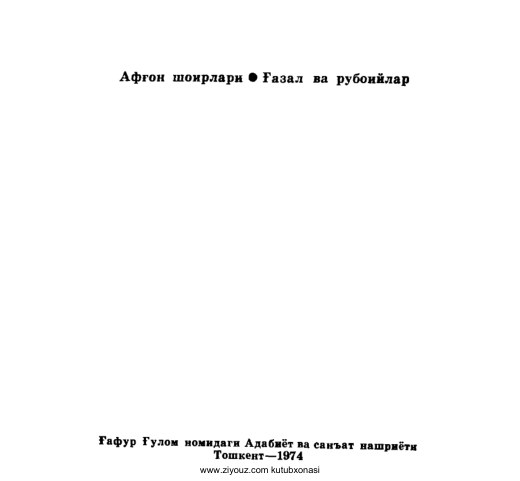 Афғон шоирлари ● Ғазал ва рубоийлар
Ғафур Ғулом номидаги Адабиёт ва санъат нашриёти
Тошкент—1974
www.ziyouz.com kutubxonasi